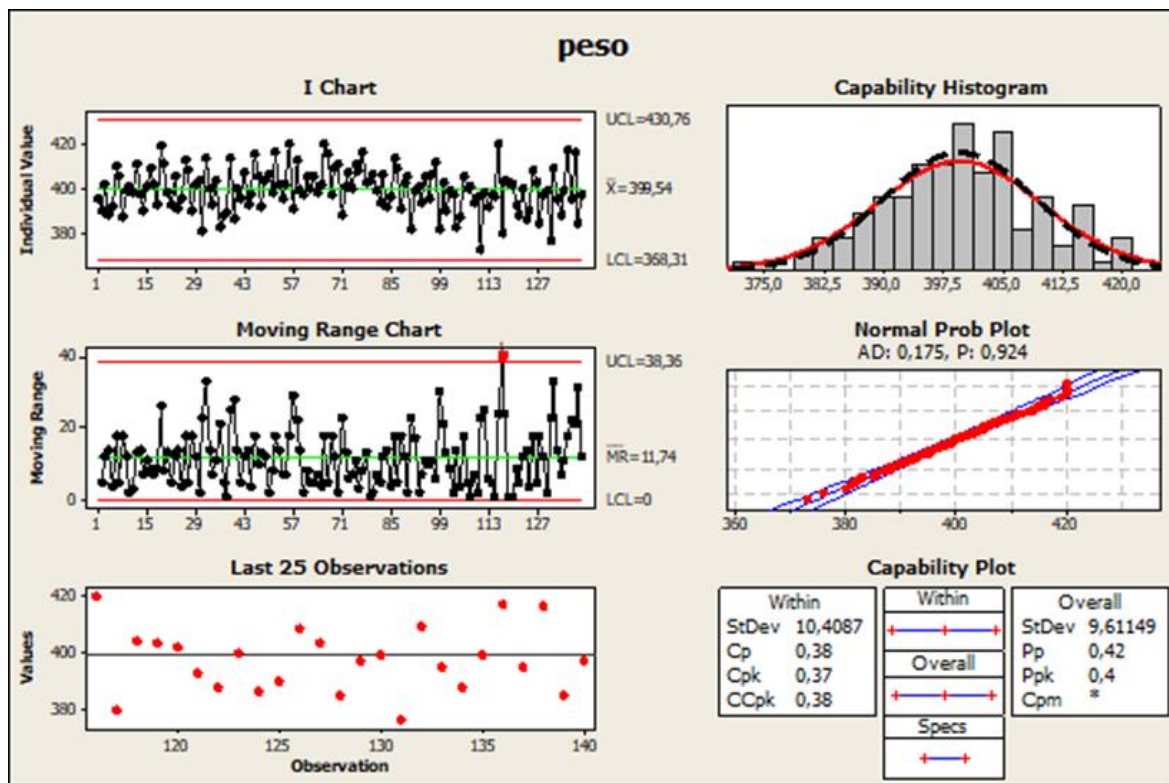 peso
I Chart
Individual Value
420
400
380
UCL=430,76
X̄=399,54
LCL=368,31
1 15 29 43 57 71 85 99 113 127
Capability Histogram
375,0 382,5 390,0 397,5 405,0 412,5 420,0
Moving Range Chart
Moving Range
40
20
0
UCL=38,36
M̅R̅=11,74
LCL=0
1 15 29 43 57 71 85 99 113 127
Normal Prob Plot
AD: 0,175, P: 0,924
360 380 400 420
Last 25 Observations
Values
420
400
380
120 125 130 135 140
Observation
Capability Plot
Within
StDev 10,4087
Cp 0,38
Cpk 0,37
CCpk 0,38
Within
Overall
Specs
Overall
StDev 9,61149
Pp 0,42
Ppk 0,4
Cpm *